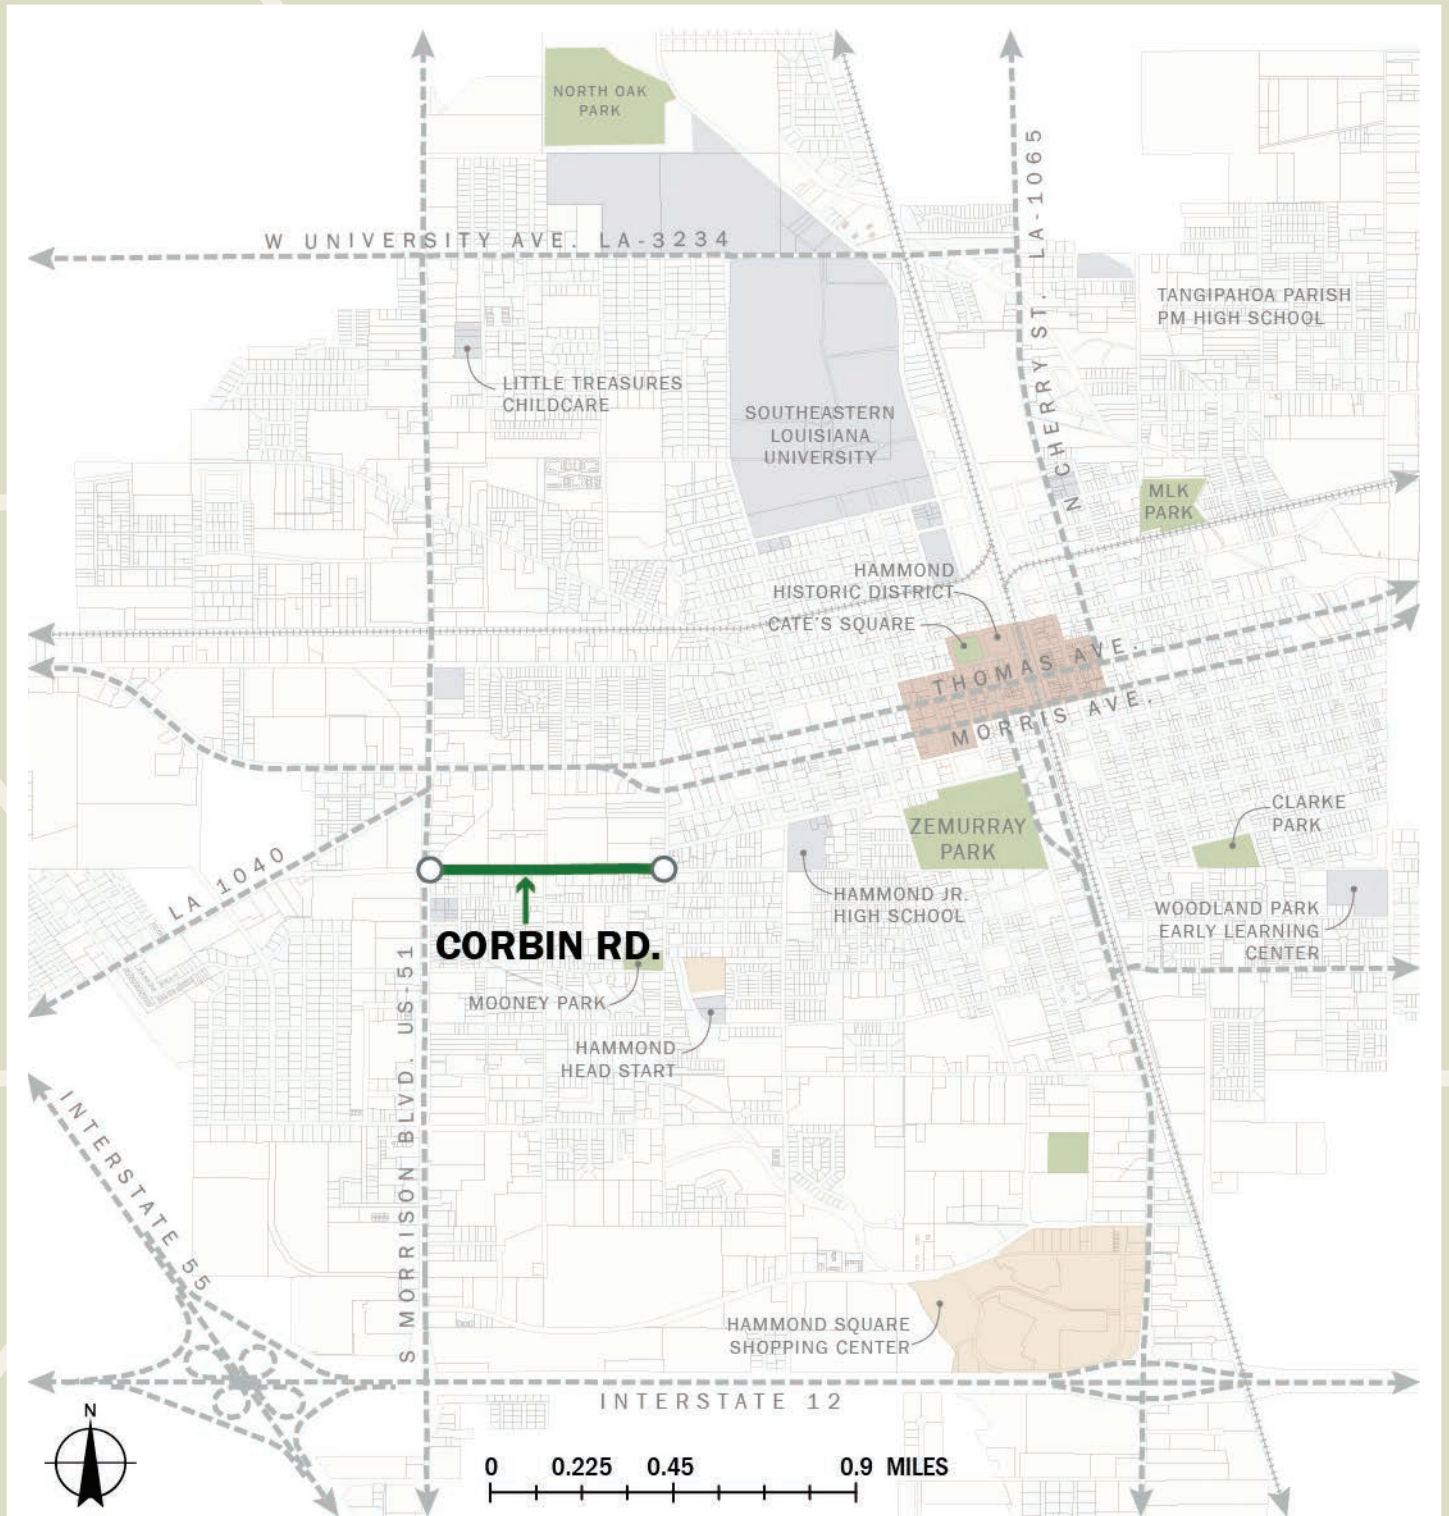 NORTH OAK
PARK
W UNIVERSITY AVE. LA-3234
N CHERRY ST. LA-1065
TANGIPAHOA PARISH
PM HIGH SCHOOL
LITTLE TREASURES
CHILDCARE
SOUTHEASTERN
LOUISIANA
UNIVERSITY
MLK
PARK
HAMMOND
HISTORIC DISTRICT
CATE'S SQUARE
THOMAS AVE.
MORRIS AVE.
CLARKE
PARK
ZEMURRAY
PARK
LA 1040
HAMMOND JR.
HIGH SCHOOL
WOODLAND PARK
EARLY LEARNING
CENTER
CORBIN RD.
MOONEY PARK
HAMMOND
HEAD START
S MORRISON BLVD. US-51
INTERSTATE 55
HAMMOND SQUARE
SHOPPING CENTER
INTERSTATE 12
N
0 0.225 0.45 0.9 MILES